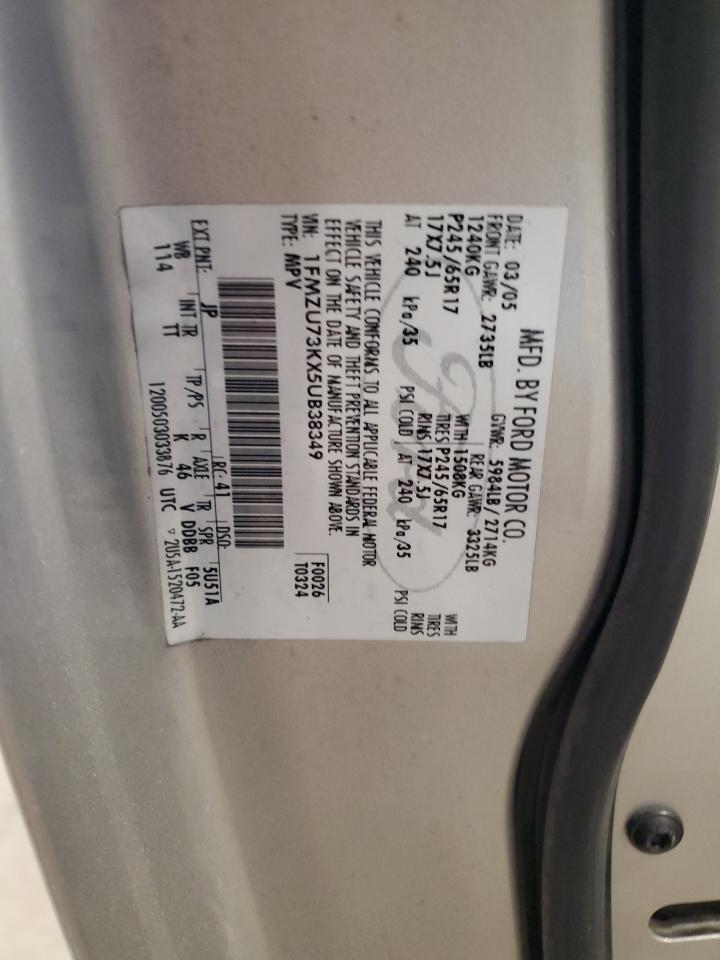 MFD. BY FORD MOTOR CO.
DATE: 03/05 GVWR: 5984LB/2714KG
FRONT GAWR: 2735LB REAR GAWR: 3325LB
1240KG WITH 1508KG WITH
P245/65R17 TIRES P245/65R17 TIRES
17X7.5J RIMS 17X7.5J RIMS
AT 240 kPa/35 PSI COLD AT 240 kPa/35 PSI COLD
Ford
THIS VEHICLE CONFORMS TO ALL APPLICABLE FEDERAL MOTOR
VEHICLE SAFETY AND THEFT PREVENTION STANDARDS IN
EFFECT ON THE DATE OF MANUFACTURE SHOWN ABOVE.
VIN: 1FMZU73KX5UB38349 F0026
TYPE: MPV T0324
EXT PNT: JP RC: 41 DSO: 5U51A
WB INT TR TP/PS R AXLE TR SPR
114 TT K 46 V DDBB F05
1200503033876 UTC ▽ 2U5A-1520472-AA